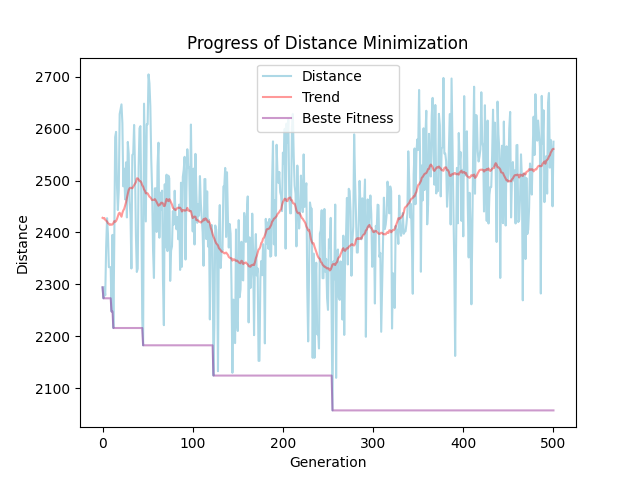 Progress of Distance Minimization
Distance
Trend
Beste Fitness
2700
2600
2500
2400
2300
2200
2100
Distance
0 100 200 300 400 500
Generation